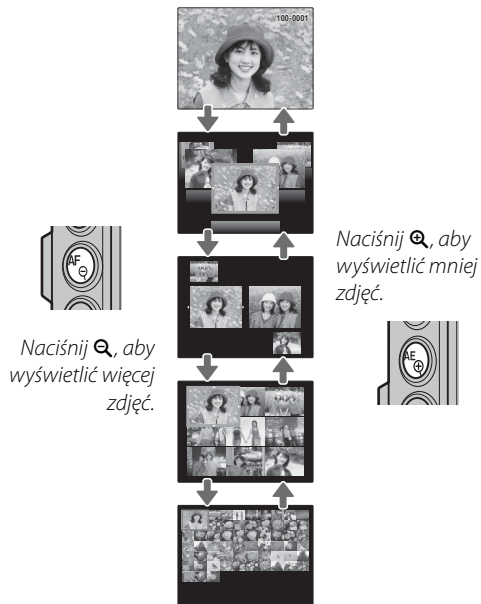 100-0001
Naciśnij 🔍, aby
wyświetlić mniej
zdjęć.
AF
Naciśnij 🔍, aby
wyświetlić więcej
zdjęć.
AE